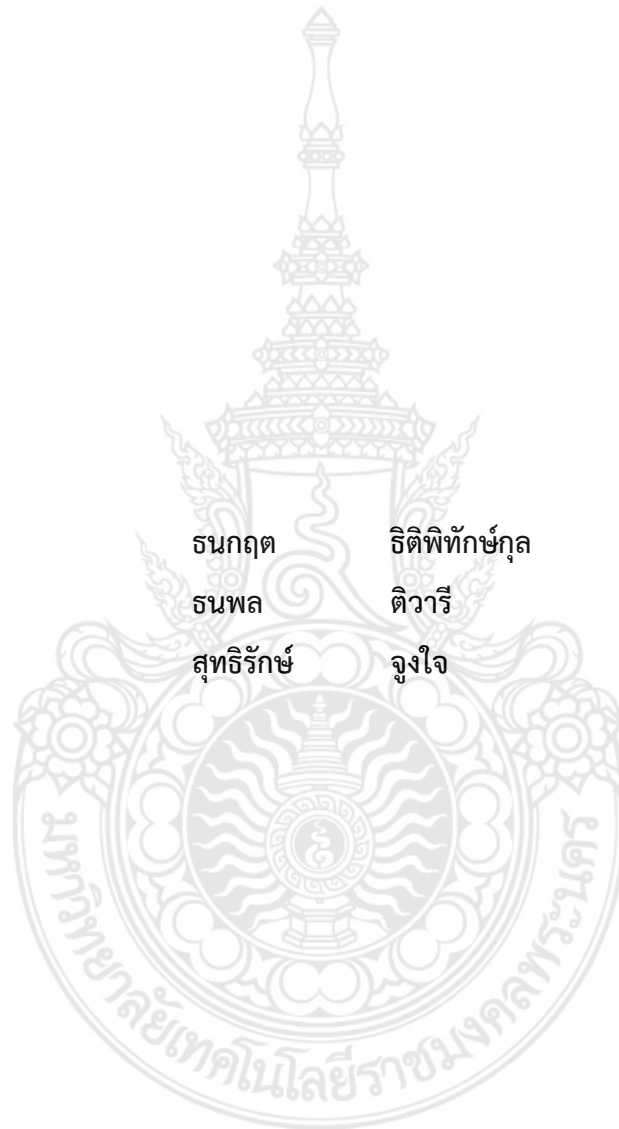 ธนกฤต ธิติพิทักษ์กุล
ธนพล ติวารี
สุทธิรักษ์ จูงใจ
มหาวิทยาลัยเทคโนโลยีราชมงคลพระนคร